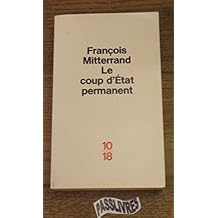 François
Mitterrand
Le
coup d'État
permanent
10
18
PASSLIVRES